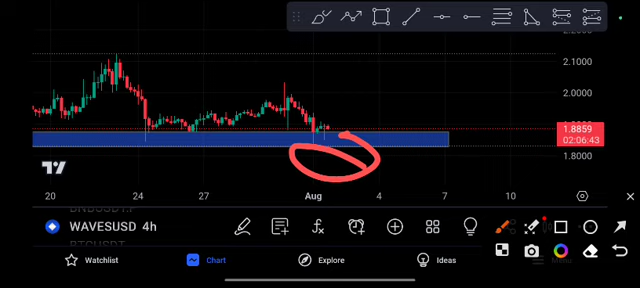 2.1000
2.0000
1.8859
02:06:43
1.8000
20 24 27 Aug 4 7 10
WAVESUSD 4h
BTCUSDT
Watchlist Chart Explore Ideas